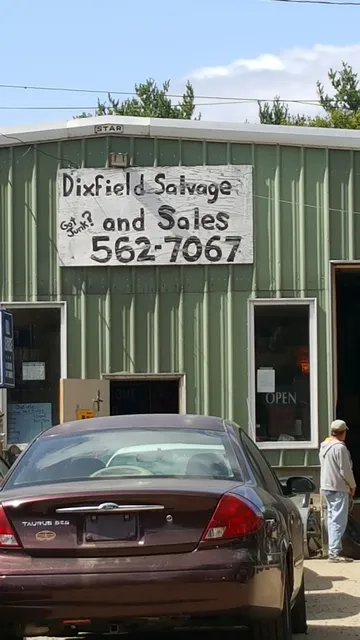 STAR
Dixfield Salvage
Got Junk?
and Sales
562-7067
OPEN
TAURUS SES